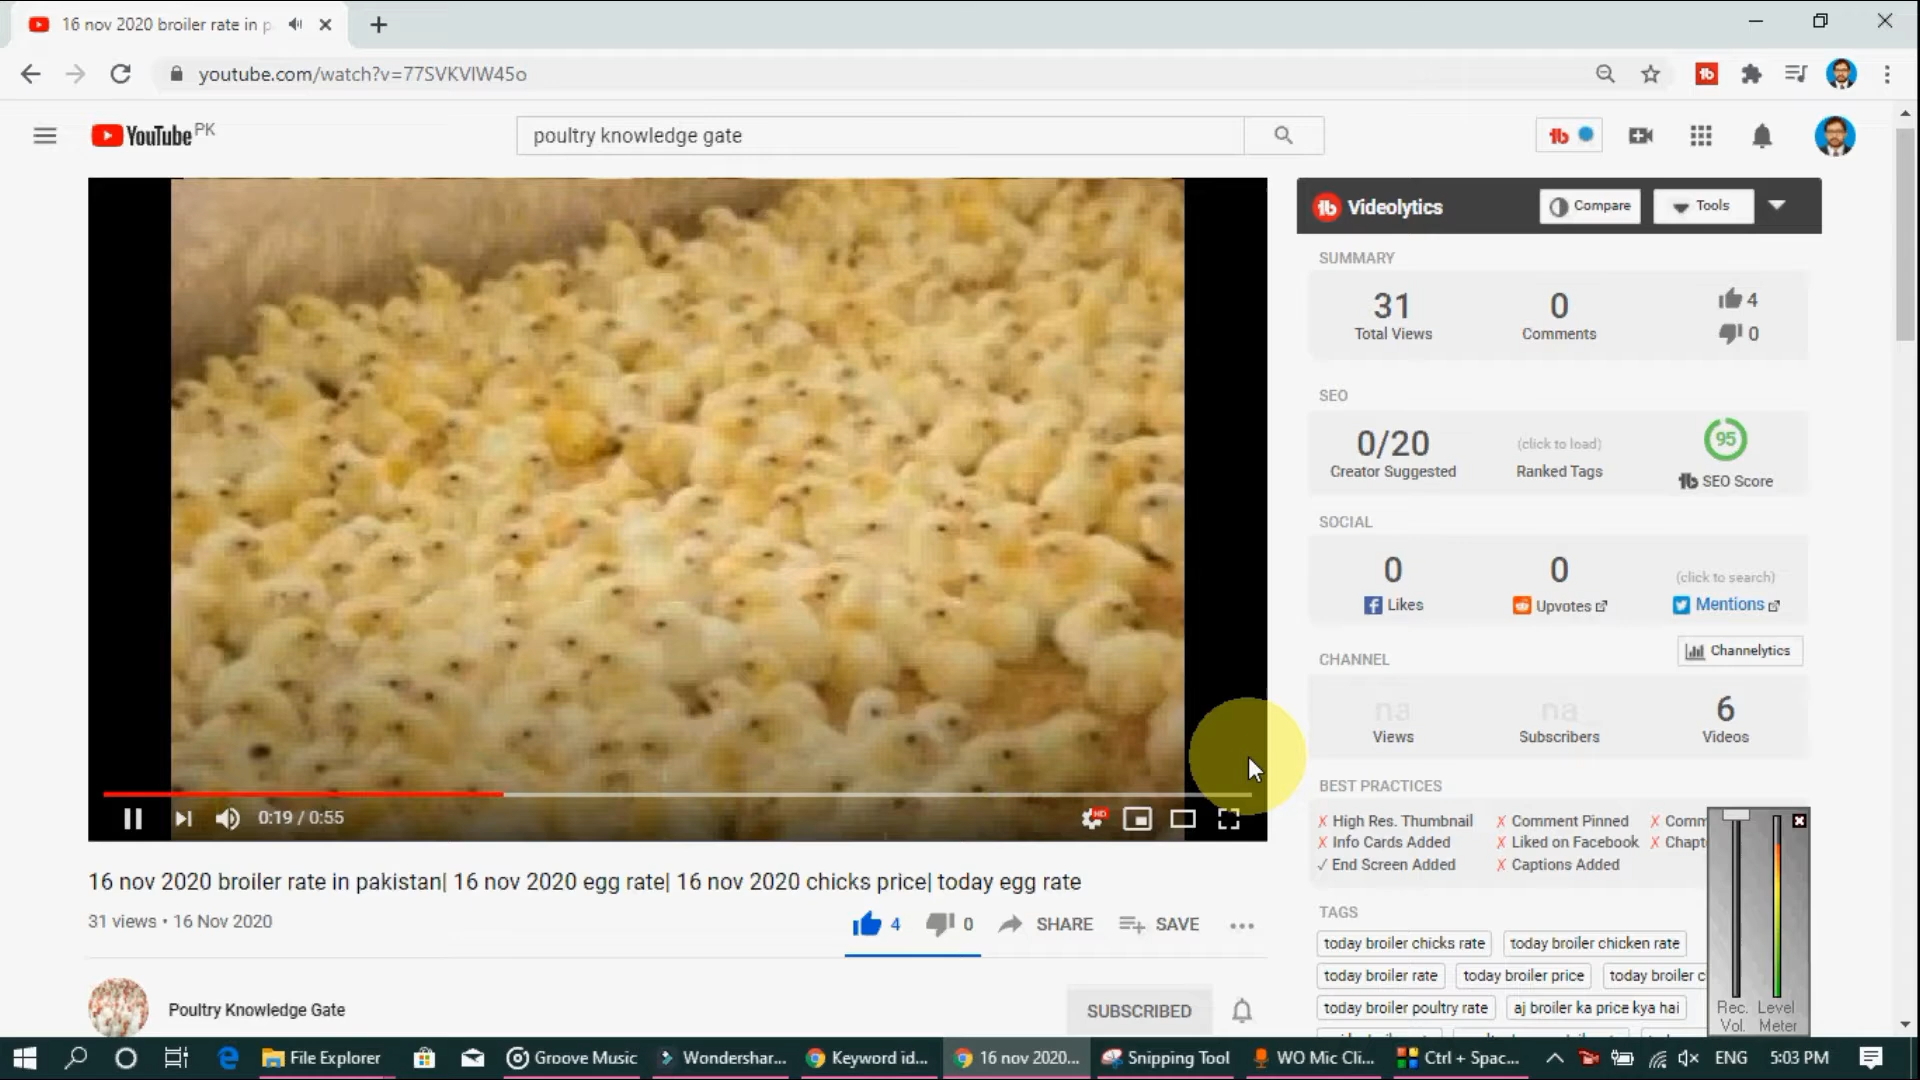 16 nov 2020 broiler rate in p
youtube.com/watch?v=77SVKVIW45o
YouTube PK
poultry knowledge gate
Videolytics
Compare
Tools
SUMMARY
31
Total Views
0
Comments
4
0
SEO
0/20
Creator Suggested
(click to load)
Ranked Tags
95
SEO Score
SOCIAL
0
Likes
0
Upvotes
(click to search)
Mentions
CHANNEL
Channelytics
na
Views
na
Subscribers
6
Videos
BEST PRACTICES
X High Res. Thumbnail X Comment Pinned X Comm
X Info Cards Added X Liked on Facebook X Chapt
✓ End Screen Added X Captions Added
TAGS
today broiler chicks rate today broiler chicken rate
today broiler rate today broiler price today broiler c
today broiler poultry rate aj broiler ka price kya hai
Rec. Level
Vol. Meter
0:19 / 0:55
HD
16 nov 2020 broiler rate in pakistan| 16 nov 2020 egg rate| 16 nov 2020 chicks price| today egg rate
31 views • 16 Nov 2020
4 0 SHARE SAVE
Poultry Knowledge Gate
SUBSCRIBED
File Explorer Groove Music Wondershar... Keyword id... 16 nov 2020... Snipping Tool WO Mic Cli... Ctrl + Spac... ENG 5:03 PM